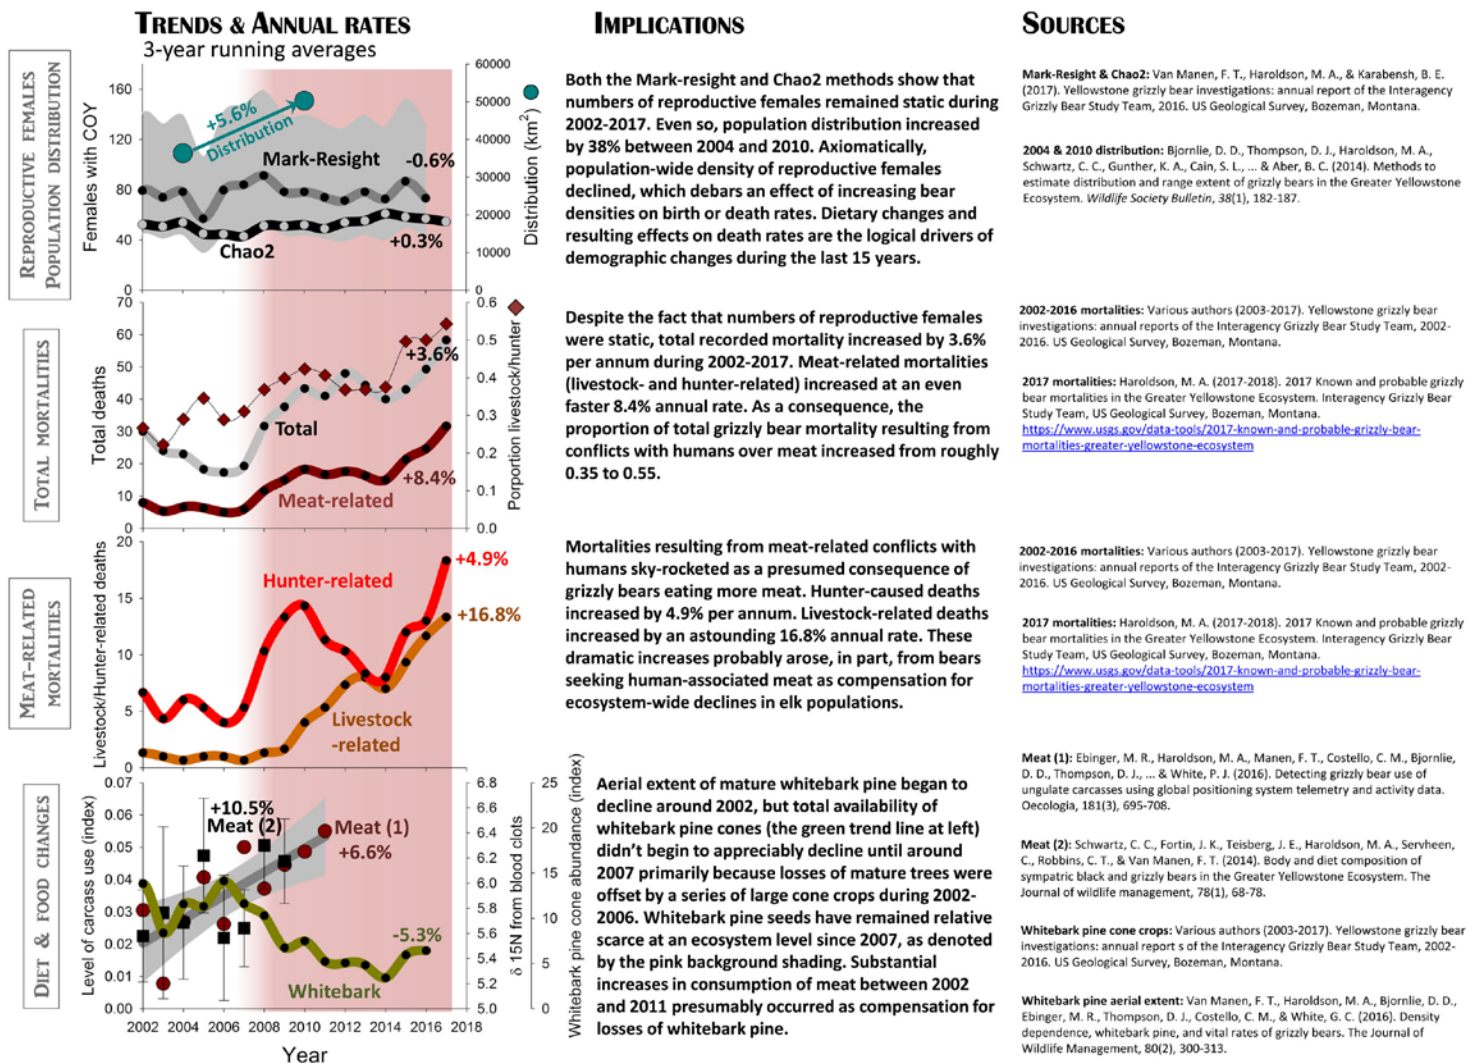 TRENDS & ANNUAL RATES
3-year running averages
IMPLICATIONS
SOURCES
REPRODUCTIVE FEMALES
POPULATION DISTRIBUTION
Females with COY
160
120
80
40
0
60000
50000
40000
30000
20000
10000
0
Distribution (km²)
+5.6%
Distribution
Mark-Resight
-0.6%
Chao2
+0.3%
Both the Mark-resight and Chao2 methods show that
numbers of reproductive females remained static during
2002-2017. Even so, population distribution increased
by 38% between 2004 and 2010. Axiomatically,
population-wide density of reproductive females
declined, which debars an effect of increasing bear
densities on birth or death rates. Dietary changes and
resulting effects on death rates are the logical drivers of
demographic changes during the last 15 years.
Mark-Resight & Chao2: Van Manen, F. T., Haroldson, M. A., & Karabensh, B. E.
(2017). Yellowstone grizzly bear investigations: annual report of the Interagency
Grizzly Bear Study Team, 2016. US Geological Survey, Bozeman, Montana.
2004 & 2010 distribution: Bjornlie, D. D., Thompson, D. J., Haroldson, M. A.,
Schwartz, C. C., Gunther, K. A., Cain, S. L., ... & Aber, B. C. (2014). Methods to
estimate distribution and range extent of grizzly bears in the Greater Yellowstone
Ecosystem. Wildlife Society Bulletin, 38(1), 182-187.
TOTAL MORTALITIES
Total deaths
70
60
50
40
30
20
10
0
0.6
0.5
0.4
0.3
0.2
0.1
0.0
Proportion livestock/hunter
+3.6%
Total
+8.4%
Meat-related
Despite the fact that numbers of reproductive females
were static, total recorded mortality increased by 3.6%
per annum during 2002-2017. Meat-related mortalities
(livestock- and hunter-related) increased at an even
faster 8.4% annual rate. As a consequence, the
proportion of total grizzly bear mortality resulting from
conflicts with humans over meat increased from roughly
0.35 to 0.55.
2002-2016 mortalities: Various authors (2003-2017). Yellowstone grizzly bear
investigations: annual reports of the Interagency Grizzly Bear Study Team, 2002-
2016. US Geological Survey, Bozeman, Montana.
2017 mortalities: Haroldson, M. A. (2017-2018). 2017 Known and probable grizzly
bear mortalities in the Greater Yellowstone Ecosystem. Interagency Grizzly Bear
Study Team, US Geological Survey, Bozeman, Montana.
https://www.usgs.gov/data-tools/2017-known-and-probable-grizzly-bear-
mortalities-greater-yellowstone-ecosystem
MEAT-RELATED
MORTALITIES
Livestock/Hunter-related deaths
20
15
10
5
0
Hunter-related
+4.9%
+16.8%
Livestock
-related
Mortalities resulting from meat-related conflicts with
humans sky-rocketed as a presumed consequence of
grizzly bears eating more meat. Hunter-caused deaths
increased by 4.9% per annum. Livestock-related deaths
increased by an astounding 16.8% annual rate. These
dramatic increases probably arose, in part, from bears
seeking human-associated meat as compensation for
ecosystem-wide declines in elk populations.
2002-2016 mortalities: Various authors (2003-2017). Yellowstone grizzly bear
investigations: annual reports of the Interagency Grizzly Bear Study Team, 2002-
2016. US Geological Survey, Bozeman, Montana.
2017 mortalities: Haroldson, M. A. (2017-2018). 2017 Known and probable grizzly
bear mortalities in the Greater Yellowstone Ecosystem. Interagency Grizzly Bear
Study Team, US Geological Survey, Bozeman, Montana.
https://www.usgs.gov/data-tools/2017-known-and-probable-grizzly-bear-
mortalities-greater-yellowstone-ecosystem
DIET & FOOD CHANGES
Level of carcass use (index)
0.07
0.06
0.05
0.04
0.03
0.02
0.01
0.00
6.8
6.6
6.4
6.2
6.0
5.8
5.6
5.4
5.2
5.0
δ 15N from blood clots
25
20
15
10
5
0
Whitebark pine cone abundance (index)
+10.5%
Meat (2)
Meat (1)
+6.6%
-5.3%
Whitebark
2002 2004 2006 2008 2010 2012 2014 2016 2018
Year
Aerial extent of mature whitebark pine began to
decline around 2002, but total availability of
whitebark pine cones (the green trend line at left)
didn't begin to appreciably decline until around
2007 primarily because losses of mature trees were
offset by a series of large cone crops during 2002-
2006. Whitebark pine seeds have remained relative
scarce at an ecosystem level since 2007, as denoted
by the pink background shading. Substantial
increases in consumption of meat between 2002
and 2011 presumably occurred as compensation for
losses of whitebark pine.
Meat (1): Ebinger, M. R., Haroldson, M. A., Manen, F. T., Costello, C. M., Bjornlie,
D. D., Thompson, D. J., ... & White, P. J. (2016). Detecting grizzly bear use of
ungulate carcasses using global positioning system telemetry and activity data.
Oecologia, 181(3), 695-708.
Meat (2): Schwartz, C. C., Fortin, J. K., Teisberg, J. E., Haroldson, M. A., Servheen,
C., Robbins, C. T., & Van Manen, F. T. (2014). Body and diet composition of
sympatric black and grizzly bears in the Greater Yellowstone Ecosystem. The
Journal of wildlife management, 78(1), 68-78.
Whitebark pine cone crops: Various authors (2003-2017). Yellowstone grizzly bear
investigations: annual report s of the Interagency Grizzly Bear Study Team, 2002-
2016. US Geological Survey, Bozeman, Montana.
Whitebark pine aerial extent: Van Manen, F. T., Haroldson, M. A., Bjornlie, D. D.,
Ebinger, M. R., Thompson, D. J., Costello, C. M., & White, G. C. (2016). Density
dependence, whitebark pine, and vital rates of grizzly bears. The Journal of
Wildlife Management, 80(2), 300-313.